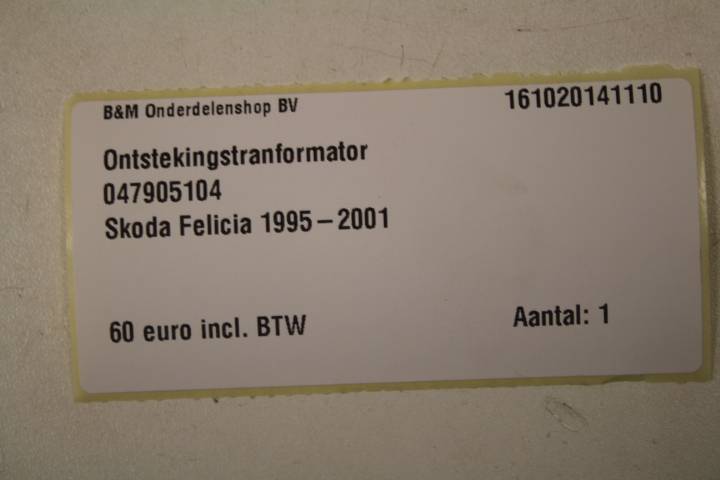 B&M Onderdelenshop BV
161020141110
Ontstekingstranformator
047905104
Skoda Felicia 1995-2001
60 euro incl. BTW
Aantal: 1